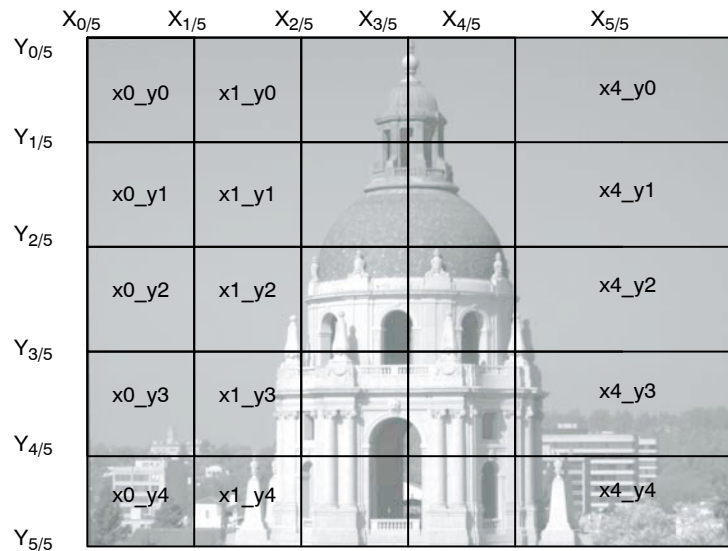 X0/5 X1/5 X2/5 X3/5 X4/5 X5/5
Y0/5
x0_y0 x1_y0 x4_y0
Y1/5
x0_y1 x1_y1 x4_y1
Y2/5
x0_y2 x1_y2 x4_y2
Y3/5
x0_y3 x1_y3 x4_y3
Y4/5
x0_y4 x1_y4 x4_y4
Y5/5